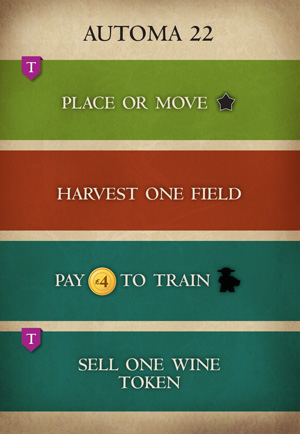 AUTOMA 22
T
PLACE OR MOVE
HARVEST ONE FIELD
PAY 4 TO TRAIN
T
SELL ONE WINE
TOKEN